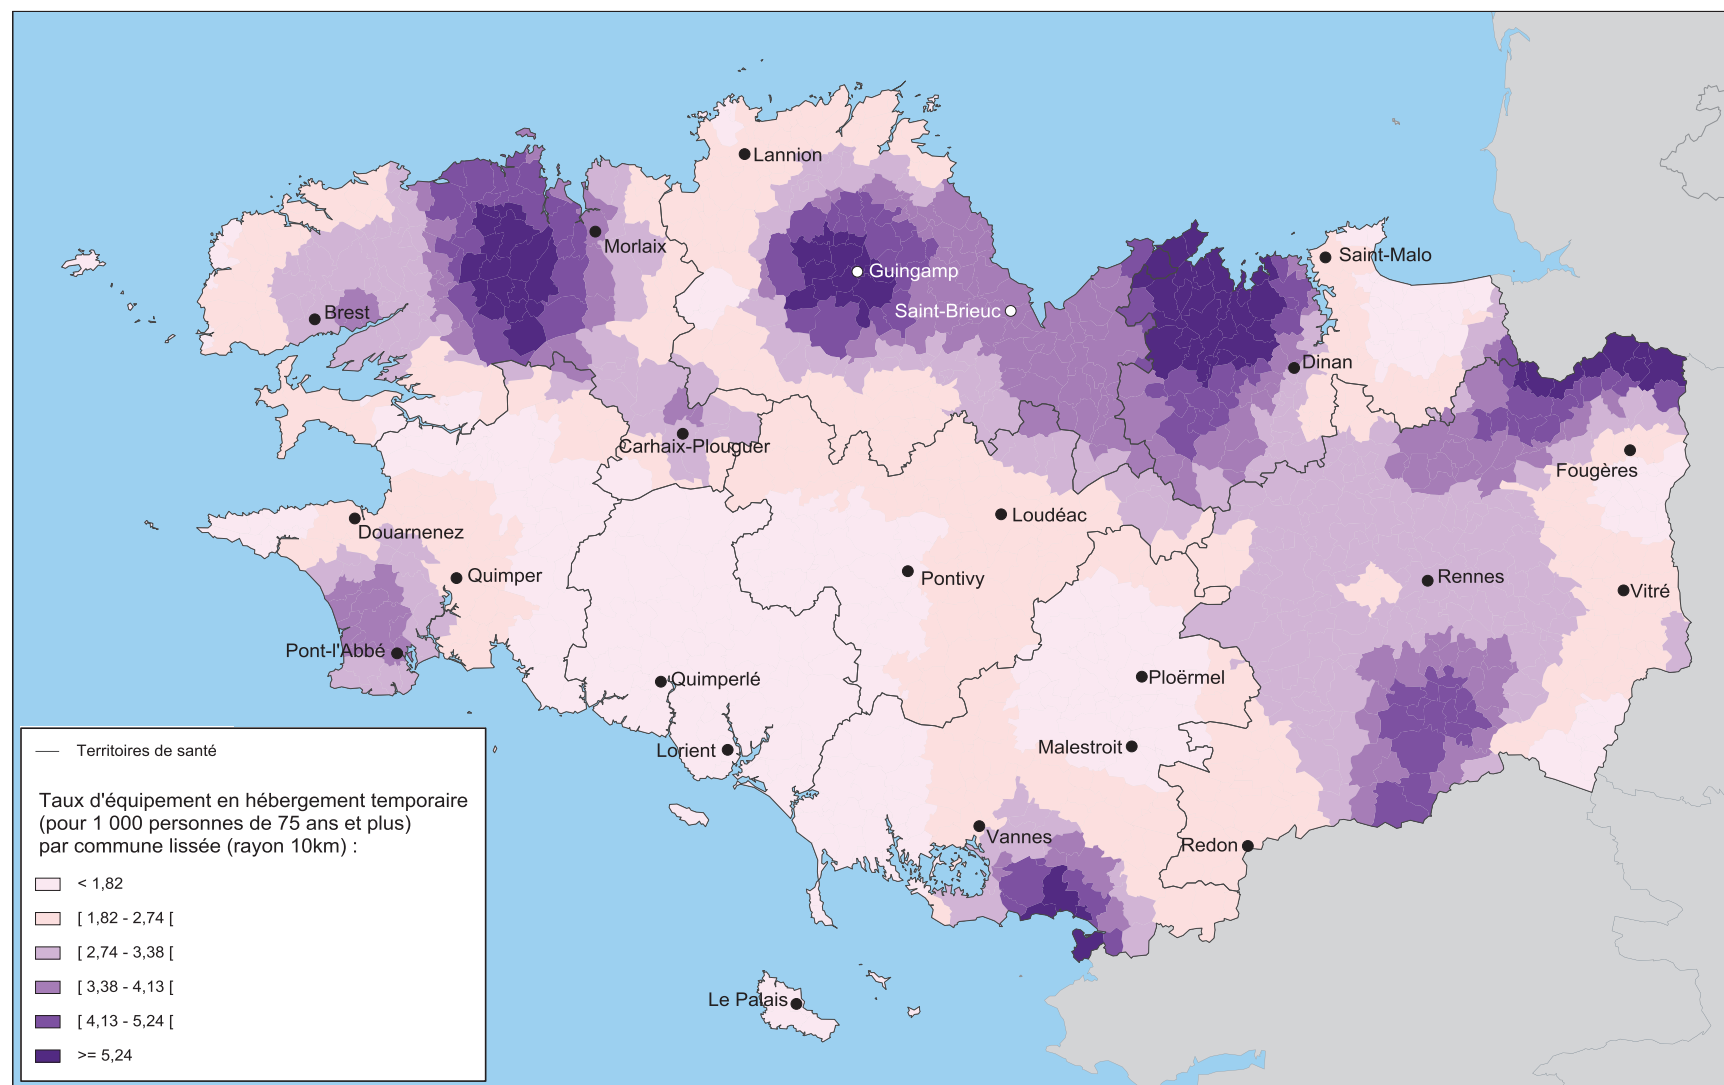 Lannion
Morlaix
Guingamp
Saint-Malo
Saint-Brieuc
Brest
Dinan
Carhaix-Plouguer
Fougères
Loudéac
Douarnenez
Quimper
Pontivy
Rennes
Vitré
Pont-l'Abbé
Quimperlé
Ploërmel
Lorient
Malestroit
Vannes
Redon
Le Palais
Territoires de santé
Taux d'équipement en hébergement temporaire
(pour 1 000 personnes de 75 ans et plus)
par commune lissée (rayon 10km) :
< 1,82
[ 1,82 - 2,74 [
[ 2,74 - 3,38 [
[ 3,38 - 4,13 [
[ 4,13 - 5,24 [
>= 5,24